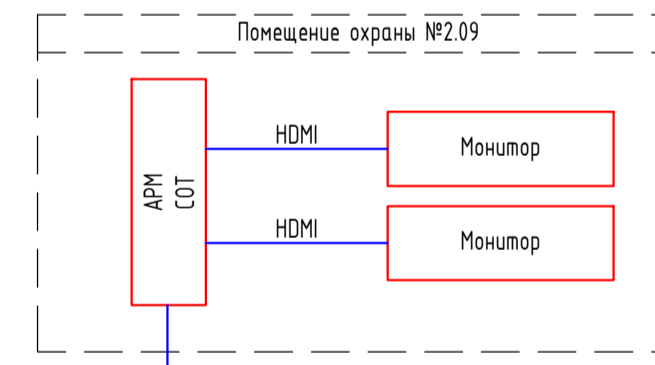 Помещение охраны №2.09
HDMI
Монитор
АРМ
СОТ
HDMI
Монитор